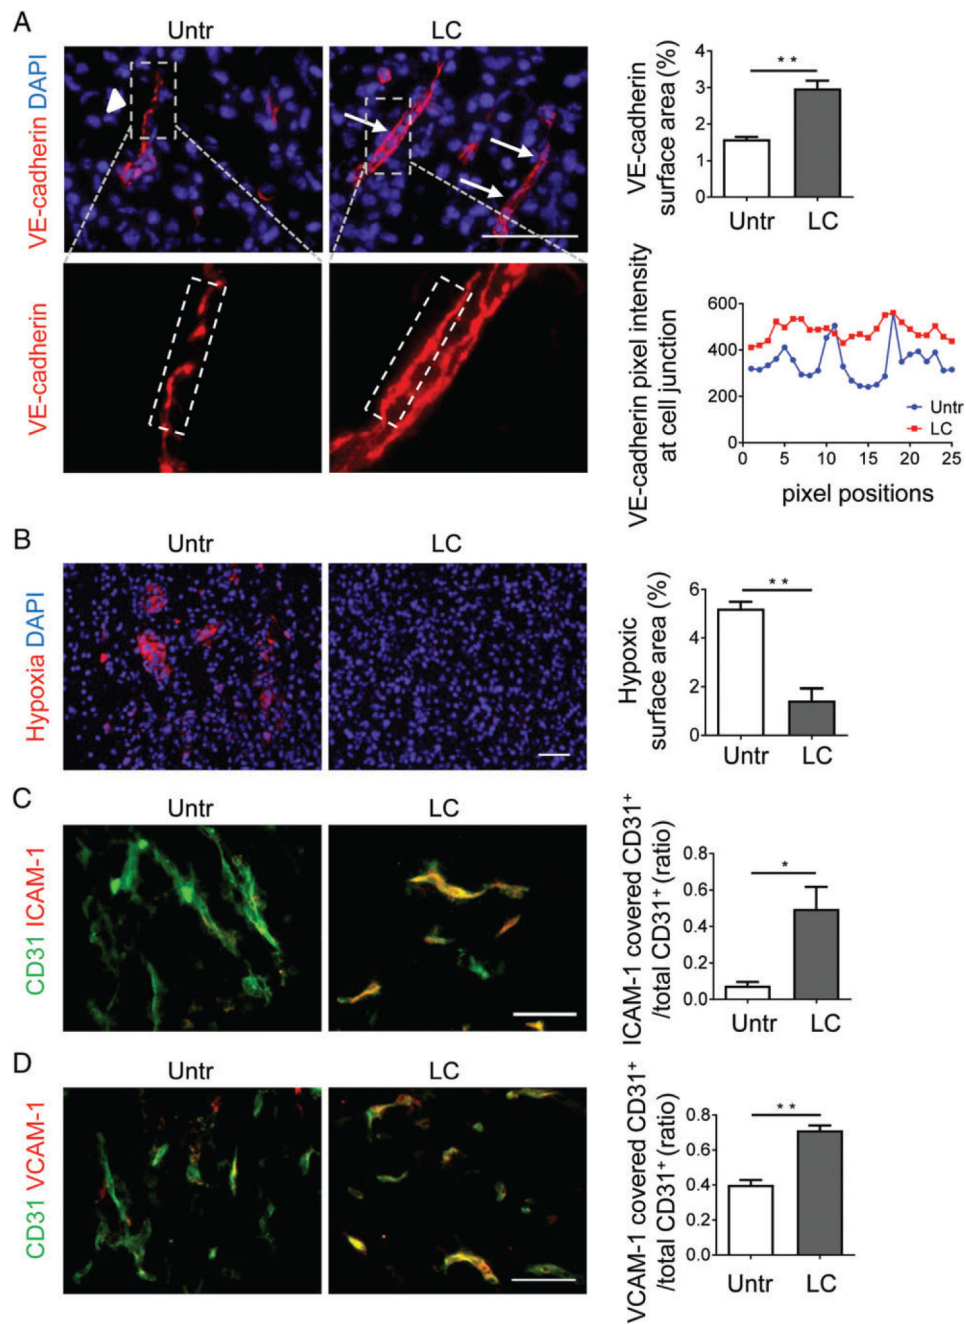 A
Untr
LC
VE-cadherin DAPI
VE-cadherin
VE-cadherin
surface area (%)
4
3
2
1
0
**
Untr
LC
VE-cadherin pixel intensity
at cell junction
600
400
200
0
Untr
LC
0
5
10
15
20
25
pixel positions
B
Untr
LC
Hypoxia DAPI
Hypoxic
surface area (%)
6
4
2
0
**
Untr
LC
C
Untr
LC
CD31 ICAM-1
ICAM-1 covered CD31⁺
/total CD31⁺ (ratio)
0.8
0.6
0.4
0.2
0.0
*
Untr
LC
D
Untr
LC
CD31 VCAM-1
VCAM-1 covered CD31⁺
/total CD31⁺ (ratio)
0.8
0.6
0.4
0.2
0.0
**
Untr
LC